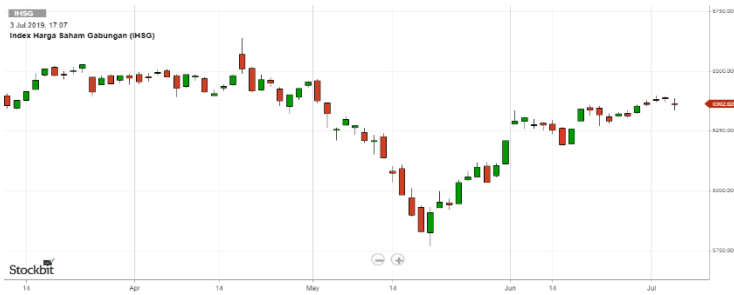 IHSG
3 Jul 2019, 17:07
Index Harga Saham Gabungan (IHSG)
6750.00
6500.00
6362.62
6250.00
6000.00
5750.00
Stockbit
14 Apr 14 May 14 Jun 14 Jul